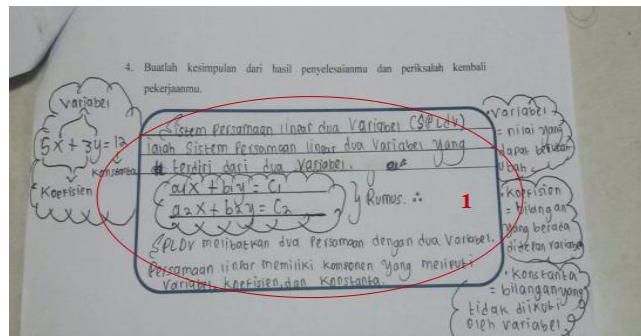 4. Buatlah kesimpulan dari hasil penyelesaianmu dan periksalah kembali
pekerjaanmu.
Variabel
5x + 3y = 12
Konstanta
Koefisien
Sistem persamaan linear dua variabel (SPLDV)
ialah Sistem Persamaan linear dua Variabel yang
terdiri dari dua variabel.
a1x + b1y = C1
a2x + b2y = C2
Rumus.
1
SPLDV melibatkan dua Persamaan dengan dua Variabel.
Persamaan linear memiliki komponen yang meliputi
variabel, koefisien, dan konstanta.
Variabel
= nilai yang
dapat berubah
ubah.
Koefisien
= bilangan
yang berada
didepan variabel
• Konstanta
= bilangan yang
tidak diikuti
oleh variabel